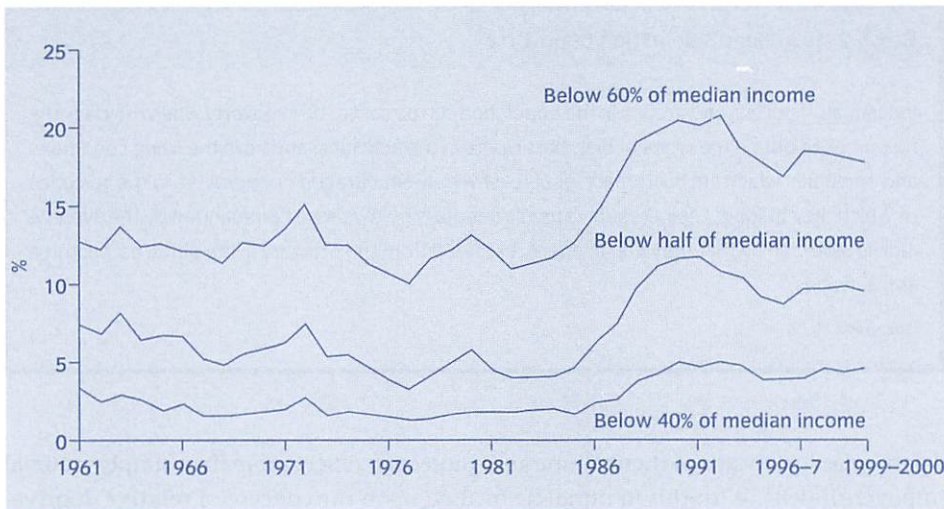 25
Below 60% of median income
20
15
Below half of median income
%
10
5
Below 40% of median income
0
1961 1966 1971 1976 1981 1986 1991 1996 1999–2000